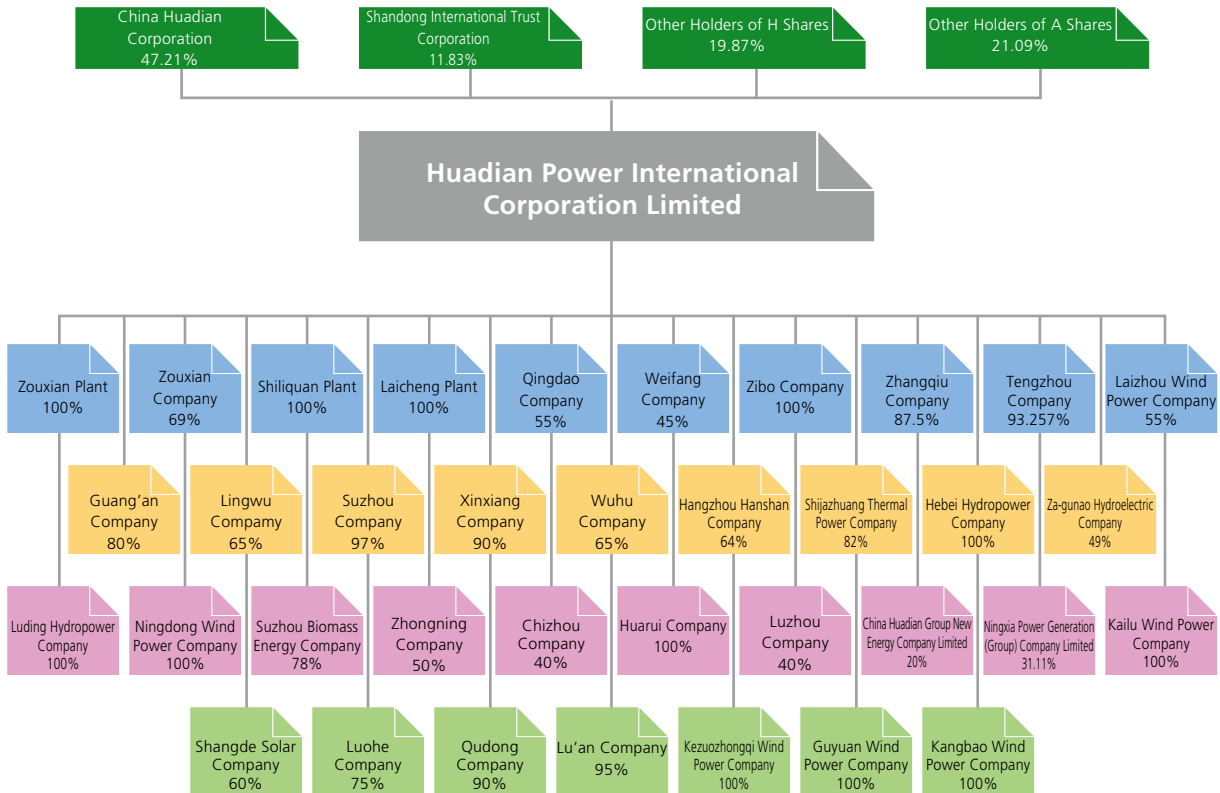 China Huadian
Corporation
47.21%
Shandong International Trust
Corporation
11.83%
Other Holders of H Shares
19.87%
Other Holders of A Shares
21.09%
Huadian Power International
Corporation Limited
Zouxian Plant
100%
Zouxian
Company
69%
Shiliquan Plant
100%
Laicheng Plant
100%
Qingdao
Company
55%
Weifang
Company
45%
Zibo Company
100%
Zhangqiu
Company
87.5%
Tengzhou
Company
93.257%
Laizhou Wind
Power Company
55%
Guang'an
Company
80%
Lingwu
Compamy
65%
Suzhou
Company
97%
Xinxiang
Company
90%
Wuhu
Company
65%
Hangzhou Hanshan
Company
64%
Shijazhuang Thermal
Power Company
82%
Hebei Hydropower
Company
100%
Za-gunao Hydroelectric
Company
49%
Luding Hydropower
Company
100%
Ningdong Wind
Power Company
100%
Suzhou Biomass
Energy Company
78%
Zhongning
Company
50%
Chizhou
Company
40%
Huarui Company
100%
Luzhou
Company
40%
China Huadian Group New
Energy Company Limited
20%
Ningxia Power Generation
(Group) Company Limited
31.11%
Kailu Wind Power
Company
100%
Shangde Solar
Company
60%
Luohe
Company
75%
Qudong
Company
90%
Lu'an Company
95%
Kezuozhongqi Wind
Power Company
100%
Guyuan Wind
Power Company
100%
Kangbao Wind
Power Company
100%